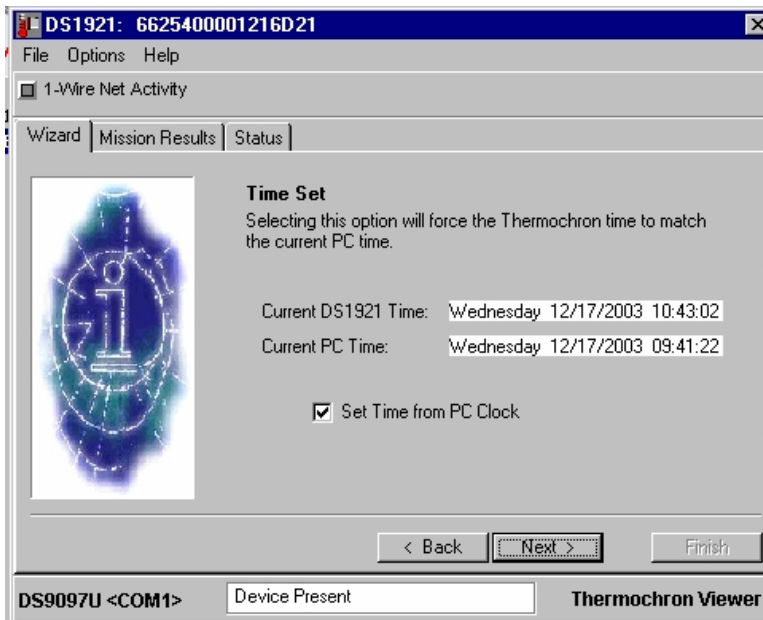 DS1921: 6625400001216D21
File Options Help
1-Wire Net Activity
Wizard Mission Results Status
Time Set
Selecting this option will force the Thermochron time to match
the current PC time.
Current DS1921 Time: Wednesday 12/17/2003 10:43:02
Current PC Time: Wednesday 12/17/2003 09:41:22
Set Time from PC Clock
< Back Next > Finish
DS9097U <COM1> Device Present Thermochron Viewer